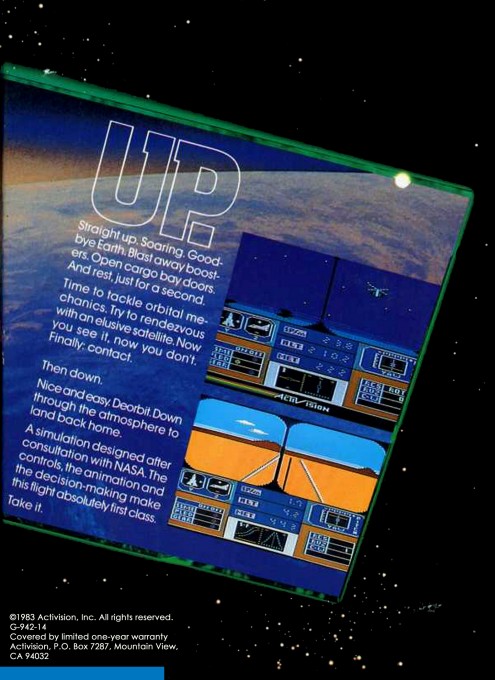 UP.
Straight up. Soaring. Good-
bye Earth. Blast away boost-
ers. Open cargo bay doors.
And rest, just for a second.
Time to tackle orbital me-
chanics. Try to rendezvous
with an elusive satellite. Now
you see it, now you don't.
Finally: contact.
Then down.
Nice and easy. Deorbit. Down
through the atmosphere to
land back home.
A simulation designed after
consultation with NASA. The
controls, the animation and
the decision-making make
this flight absolutely first class.
Take it.
ACTIVISION
©1983 Activision, Inc. All rights reserved.
G-942-14
Covered by limited one-year warranty
Activision, P.O. Box 7287, Mountain View,
CA 94032